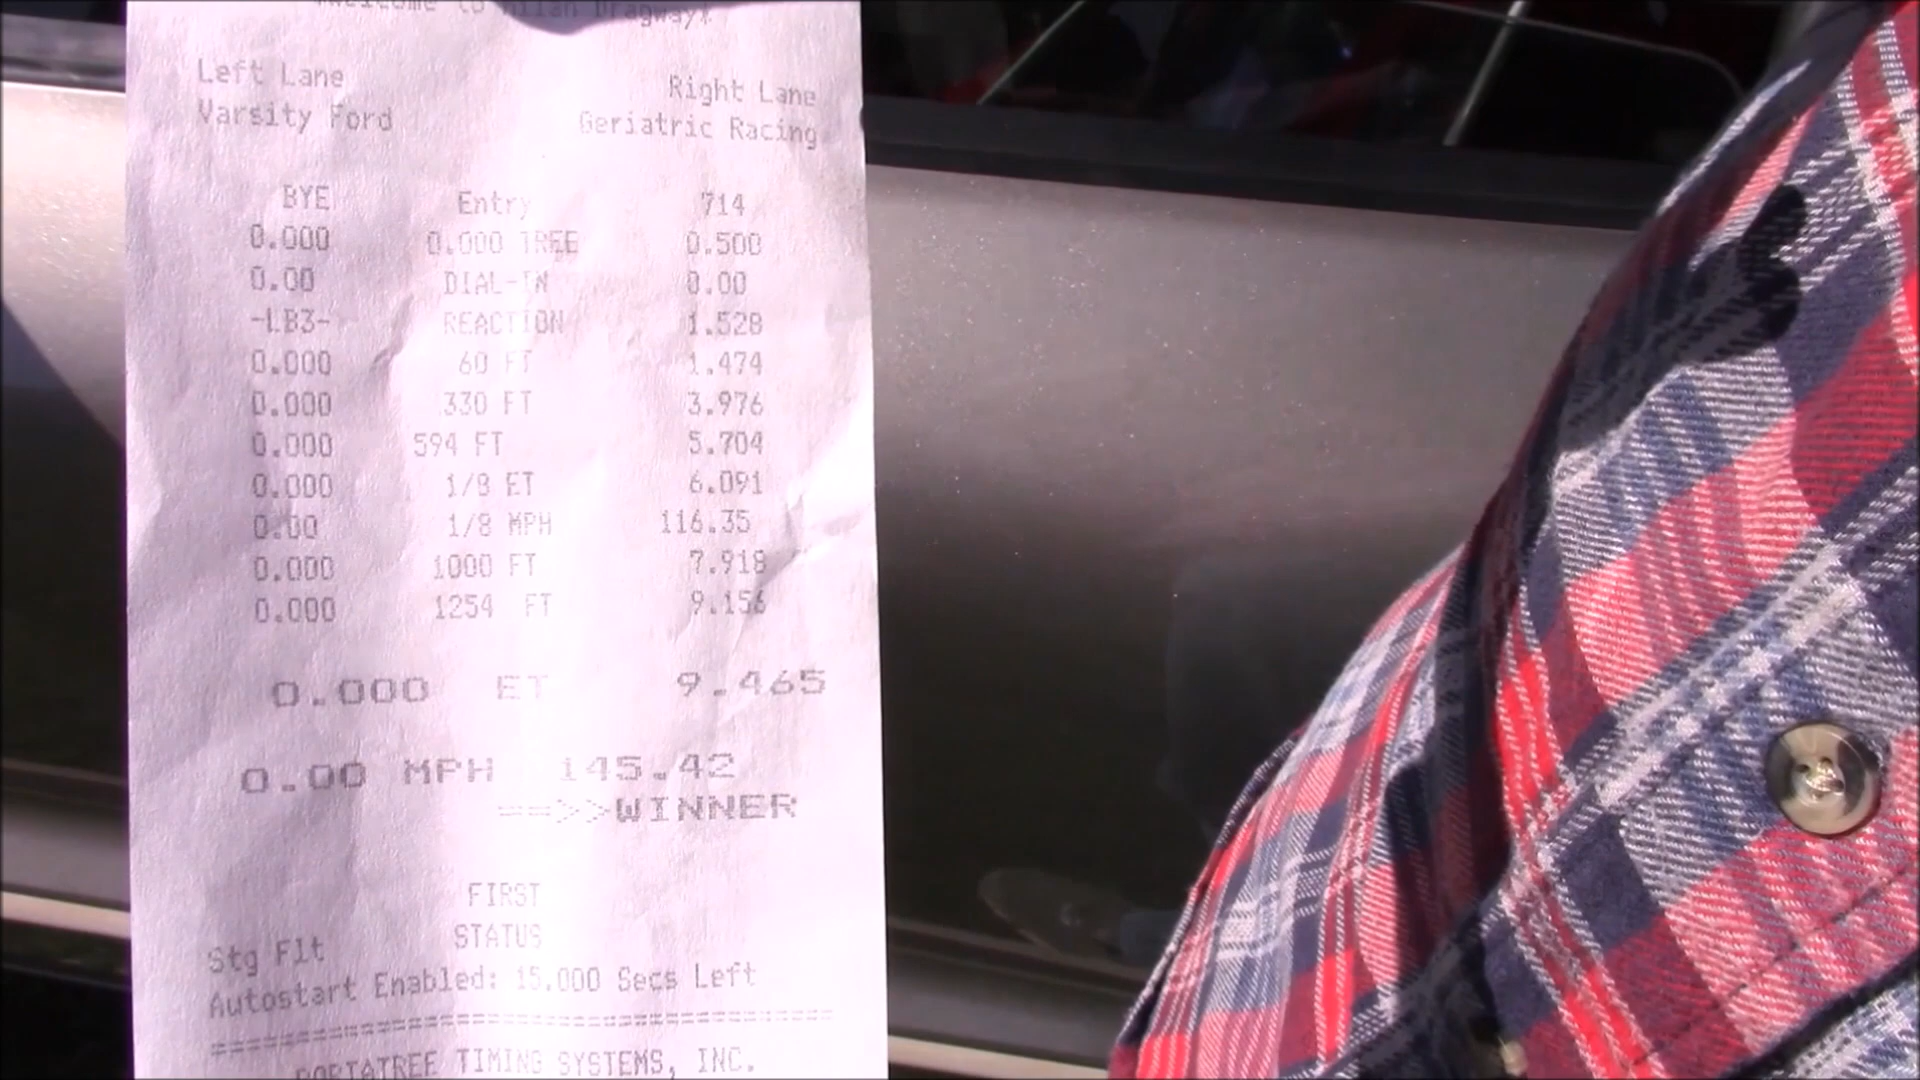 Welcome to Milan Dragway*
Left Lane Right Lane
Varsity Ford Geriatric Racing
BYE Entry 714
0.000 0.000 TREE 0.500
0.00 DIAL-IN 0.00
-LB3- REACTION 1.528
0.000 60 FT 1.474
0.000 330 FT 3.976
0.000 594 FT 5.704
0.000 1/8 ET 6.091
0.00 1/8 MPH 116.35
0.000 1000 FT 7.918
0.000 1254 FT 9.156
0.000 ET 9.465
0.00 MPH 145.42
==>>WINNER
FIRST
Stg Flt STATUS
Autostart Enabled: 15.000 Secs Left
PORTATREE TIMING SYSTEMS, INC.